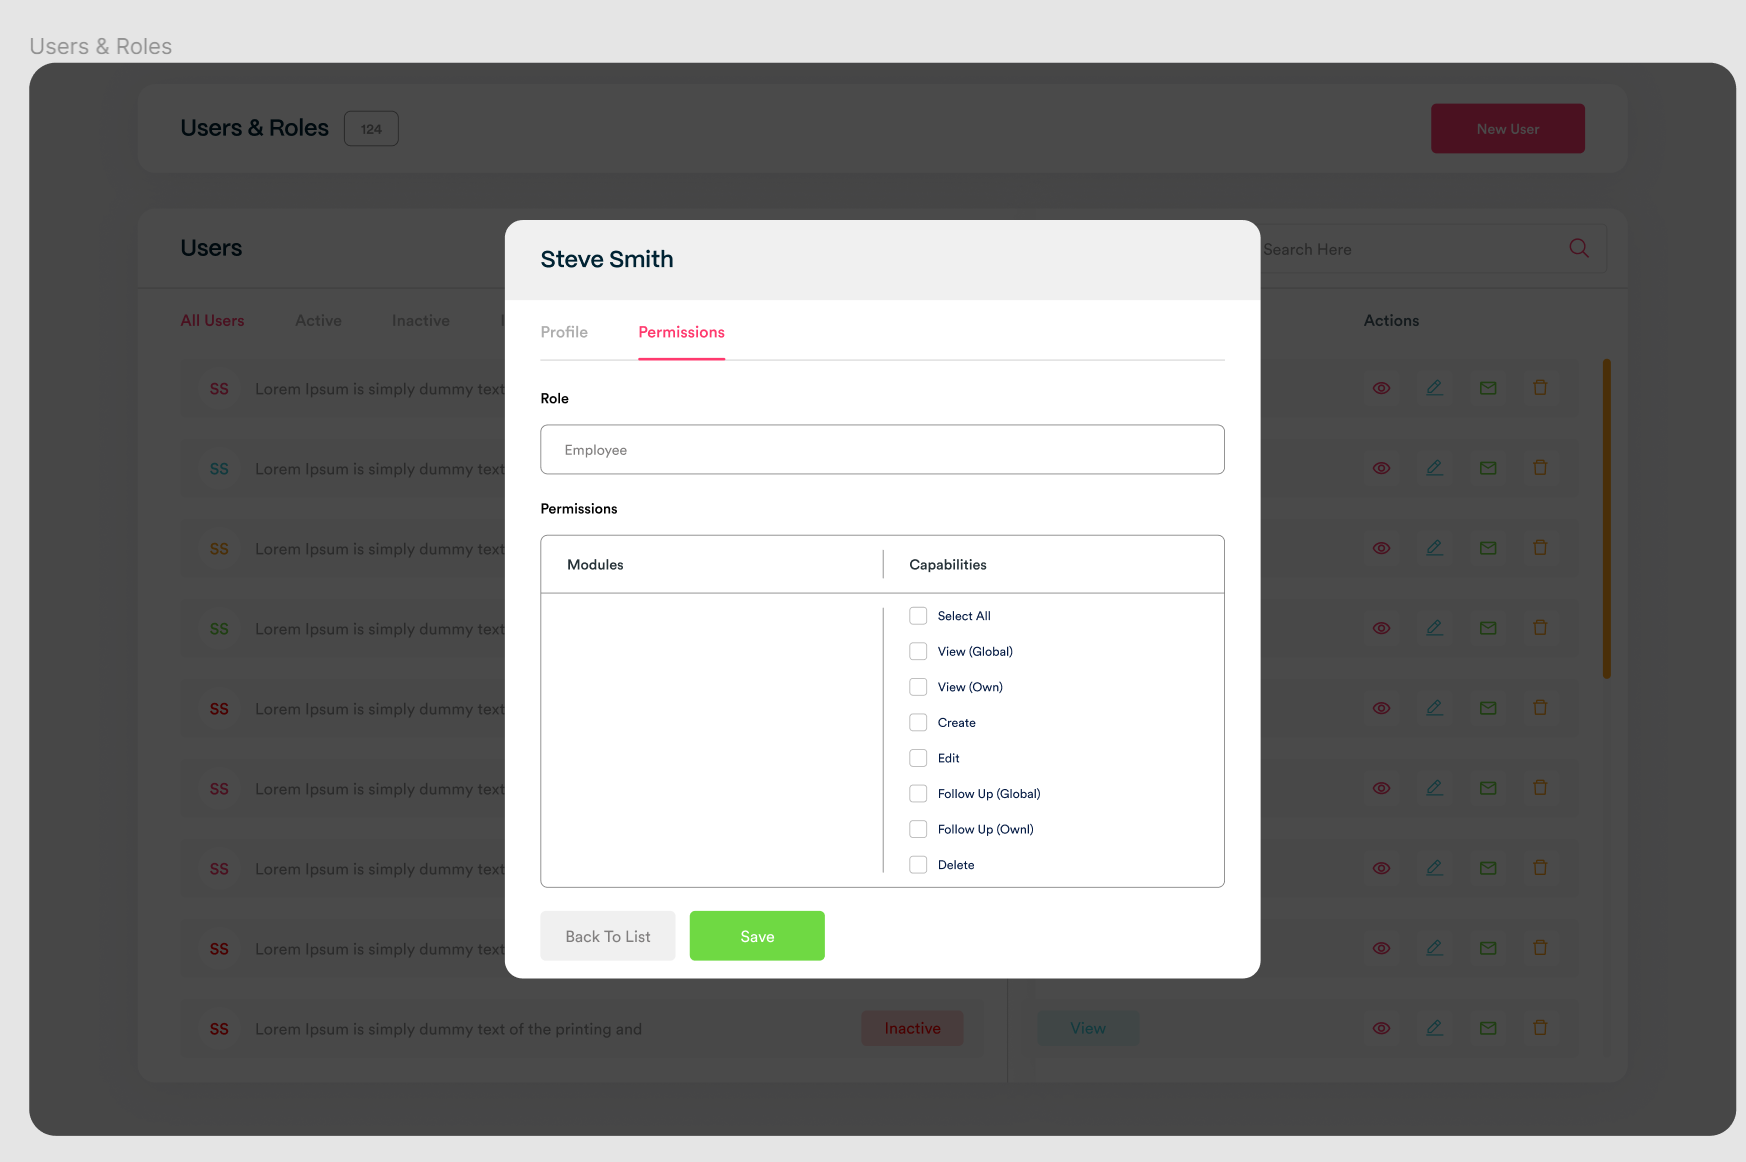 Users & Roles
Users & Roles 124 New User
Users Search Here
All Users Active Inactive Actions
Steve Smith
Profile Permissions
Role
Employee
Permissions
Modules Capabilities
Select All
View (Global)
View (Own)
Create
Edit
Follow Up (Global)
Follow Up (Ownl)
Delete
Back To List Save
SS Lorem Ipsum is simply dummy text
SS Lorem Ipsum is simply dummy text
SS Lorem Ipsum is simply dummy text
SS Lorem Ipsum is simply dummy text
SS Lorem Ipsum is simply dummy text
SS Lorem Ipsum is simply dummy text
SS Lorem Ipsum is simply dummy text
SS Lorem Ipsum is simply dummy text
SS Lorem Ipsum is simply dummy text of the printing and Inactive View